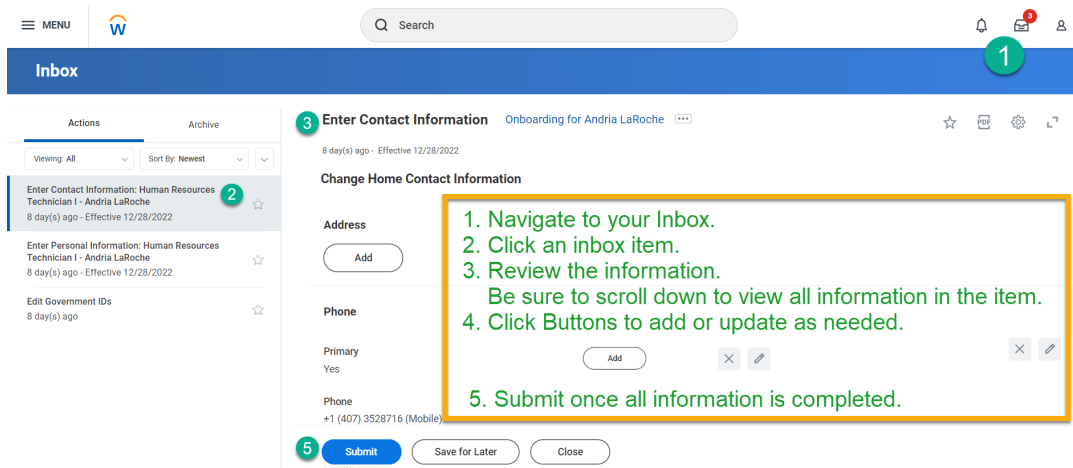 MENU
W
Search
3
1
Inbox
Actions
Archive
Viewing: All
Sort By: Newest
Enter Contact Information: Human Resources
Technician I - Andria LaRoche
2
8 day(s) ago - Effective 12/28/2022
Enter Personal Information: Human Resources
Technician I - Andria LaRoche
8 day(s) ago - Effective 12/28/2022
Edit Government IDs
8 day(s) ago
3
Enter Contact Information Onboarding for Andria LaRoche
PDF
8 day(s) ago - Effective 12/28/2022
Change Home Contact Information
Address
Add
Phone
Primary
Yes
Phone
+1 (407) 3528716 (Mobile)
1. Navigate to your Inbox.
2. Click an inbox item.
3. Review the information.
Be sure to scroll down to view all information in the item.
4. Click Buttons to add or update as needed.
Add
5. Submit once all information is completed.
5
Submit
Save for Later
Close